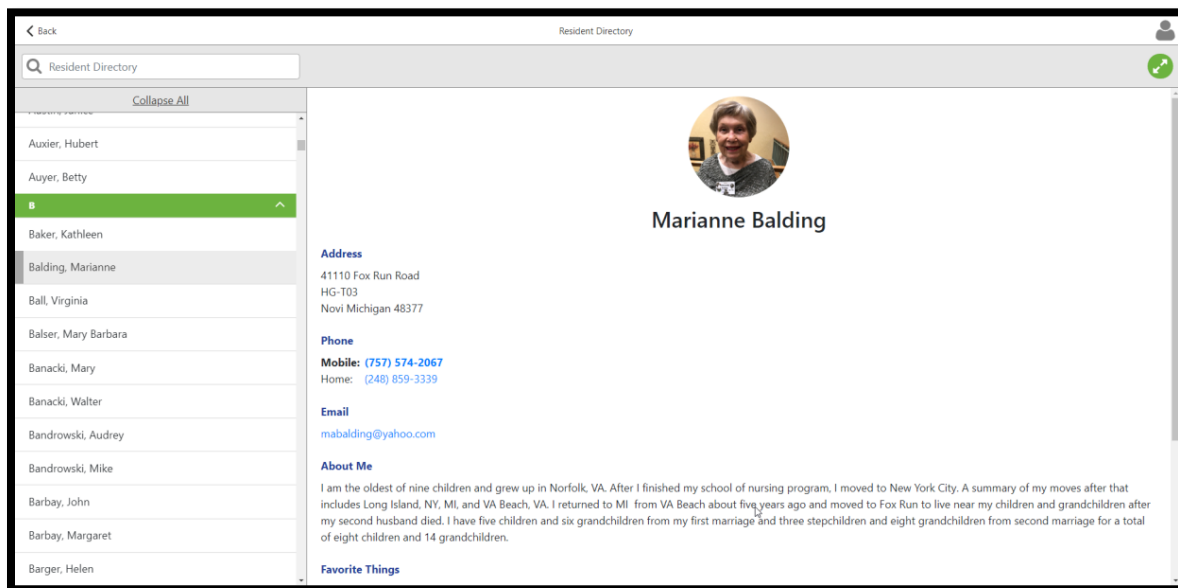 Back
Resident Directory
Resident Directory
Collapse All
Auxier, Hubert
Auyer, Betty
B
Baker, Kathleen
Balding, Marianne
Ball, Virginia
Balser, Mary Barbara
Banacki, Mary
Banacki, Walter
Bandrowski, Audrey
Bandrowski, Mike
Barbay, John
Barbay, Margaret
Barger, Helen
Marianne Balding
Address
41110 Fox Run Road
HG-T03
Novi Michigan 48377
Phone
Mobile: (757) 574-2067
Home: (248) 859-3339
Email
mabalding@yahoo.com
About Me
I am the oldest of nine children and grew up in Norfolk, VA. After I finished my school of nursing program, I moved to New York City. A summary of my moves after that
includes Long Island, NY, MI, and VA Beach, VA. I returned to MI from VA Beach about five years ago and moved to Fox Run to live near my children and grandchildren after
my second husband died. I have five children and six grandchildren from my first marriage and three stepchildren and eight grandchildren from second marriage for a total
of eight children and 14 grandchildren.
Favorite Things